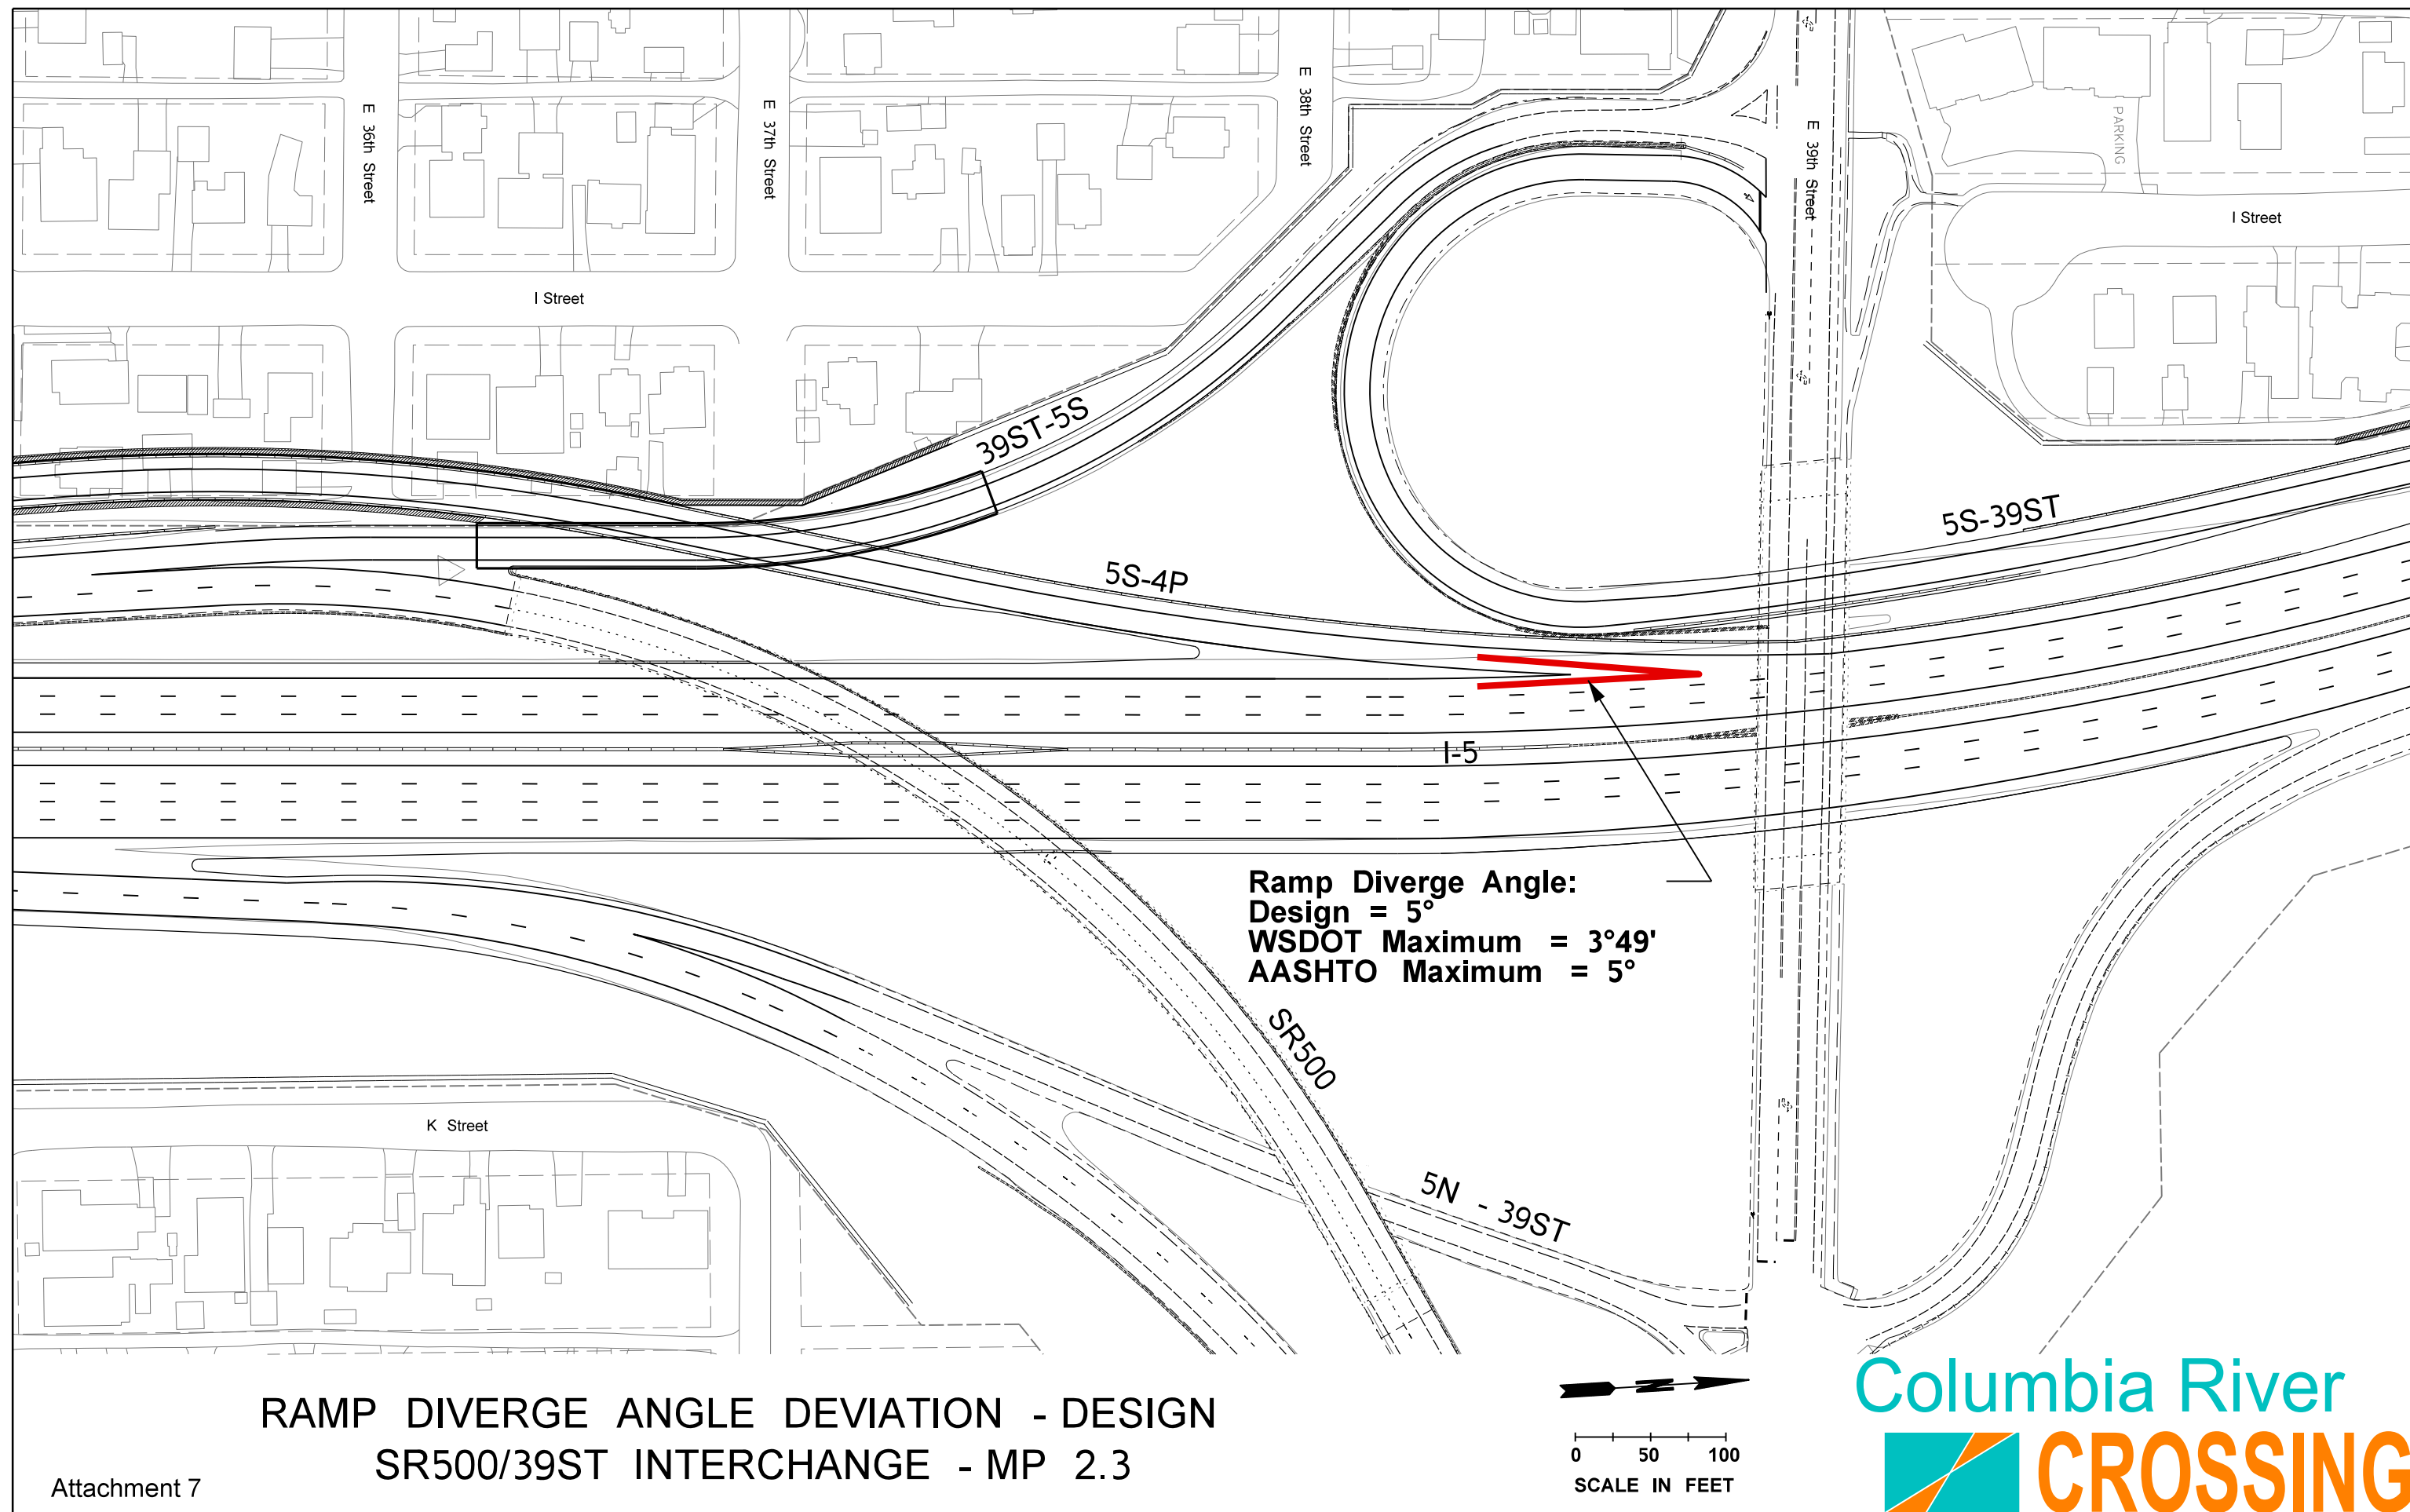 E 36th Street
E 37th Street
E 38th Street
E 39th Street
PARKING
I Street
I Street
39ST-5S
5S-4P
5S-39ST
I-5
Ramp Diverge Angle:
Design = 5°
WSDOT Maximum = 3°49'
AASHTO Maximum = 5°
SR500
5N - 39ST
K Street
RAMP DIVERGE ANGLE DEVIATION - DESIGN
SR500/39ST INTERCHANGE - MP 2.3
Attachment 7
N
0 50 100
SCALE IN FEET
Columbia River
CROSSING